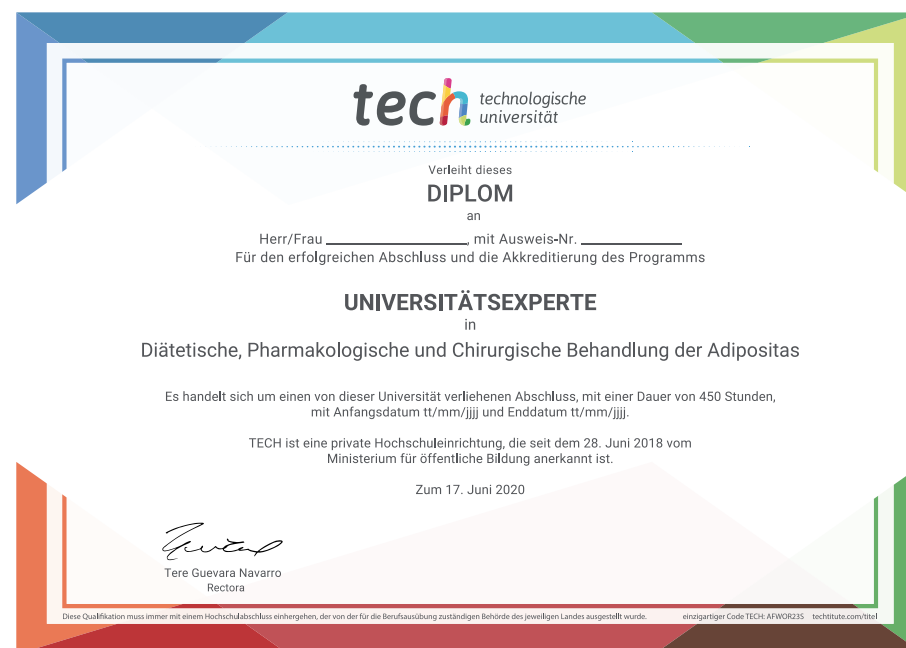 tech technologische
universität
Verleiht dieses
DIPLOM
an
Herr/Frau ____________________, mit Ausweis-Nr. ______________
Für den erfolgreichen Abschluss und die Akkreditierung des Programms
UNIVERSITÄTSEXPERTE
in
Diätetische, Pharmakologische und Chirurgische Behandlung der Adipositas
Es handelt sich um einen von dieser Universität verliehenen Abschluss, mit einer Dauer von 450 Stunden,
mit Anfangsdatum tt/mm/jjjj und Enddatum tt/mm/jjjj.
TECH ist eine private Hochschuleinrichtung, die seit dem 28. Juni 2018 vom
Ministerium für öffentliche Bildung anerkannt ist.
Zum 17. Juni 2020
Tere Guevara Navarro
Rectora
Diese Qualifikation muss immer mit einem Hochschulabschluss einhergehen, der von der für die Berufsausübung zuständigen Behörde des jeweiligen Landes ausgestellt wurde. einzigartiger Code TECH: AFWOR23S techtitute.com/titel